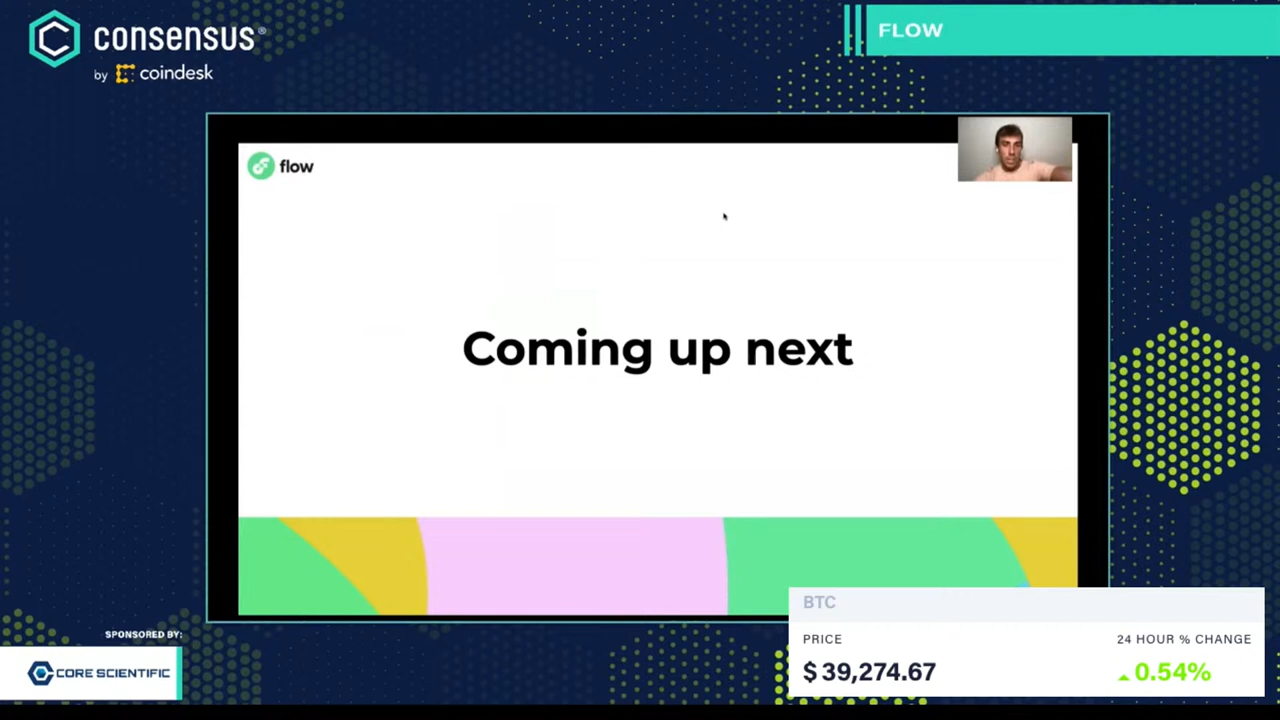 consensus®
by coindesk
FLOW
flow
Coming up next
SPONSORED BY:
CORE SCIENTIFIC
BTC
PRICE
24 HOUR % CHANGE
$39,274.67
0.54%